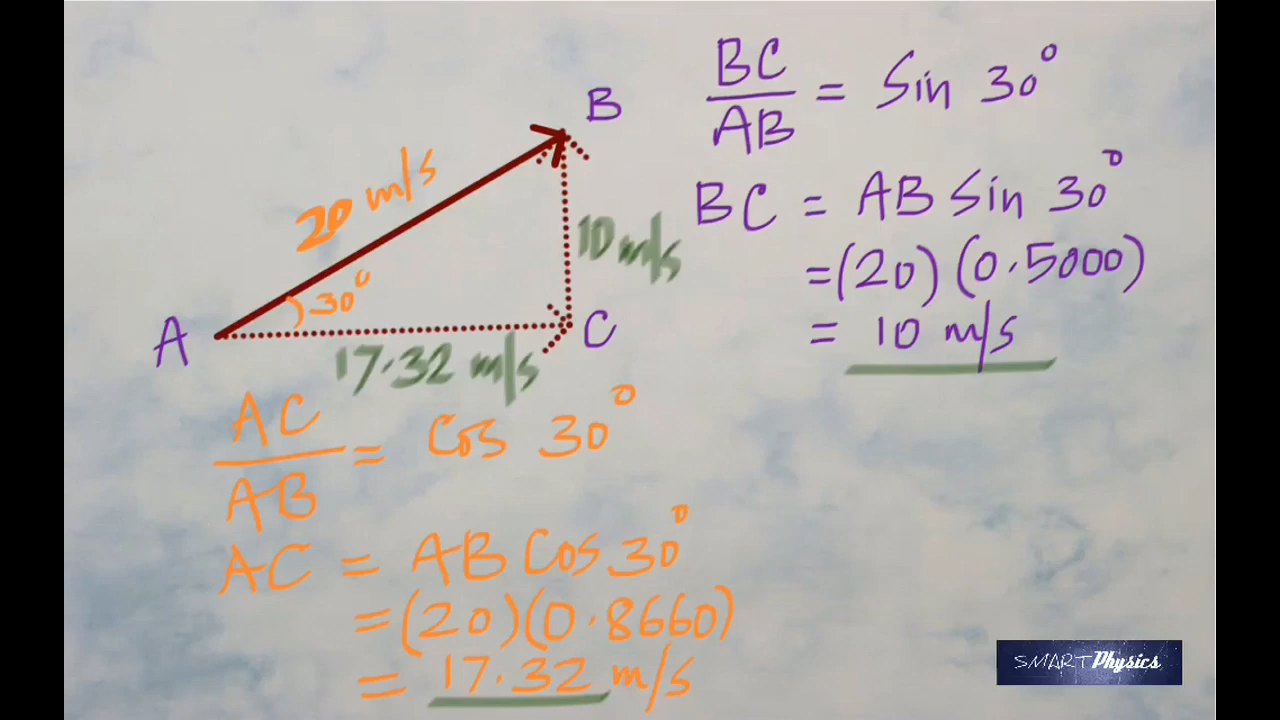 B
20 m/s
30°
10 m/s
A
C
17.32 m/s
BC
AB
= Sin 30°
BC = AB Sin 30°
= (20) (0.5000)
= 10 m/s
AC
AB
= Cos 30°
AC = AB Cos 30°
= (20)(0.8660)
= 17.32 m/s
SMART Physics